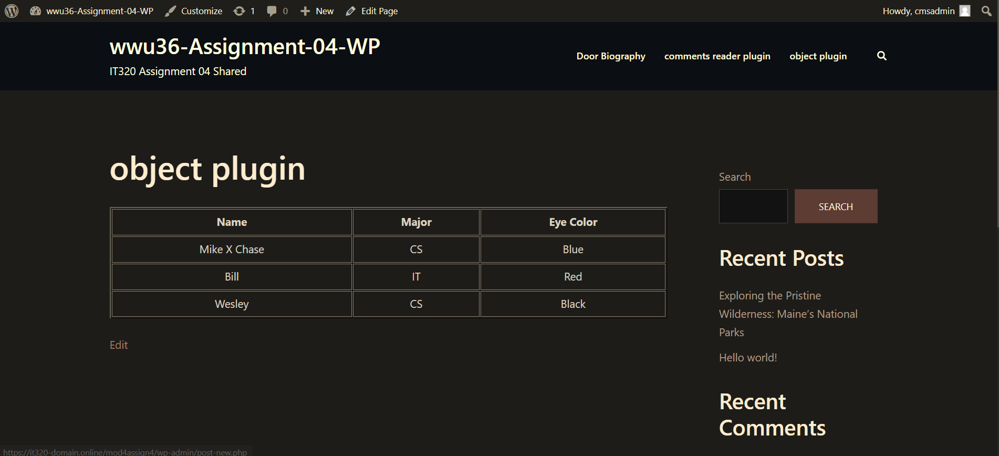 wwu36-Assignment-04-WP Customize 1 0 New Edit Page Howdy, cmsadmin
wwu36-Assignment-04-WP
IT320 Assignment 04 Shared
Door Biography comments reader plugin object plugin
object plugin
Name Major Eye Color
Mike X Chase CS Blue
Bill IT Red
Wesley CS Black
Edit
Search
SEARCH
Recent Posts
Exploring the Pristine
Wilderness: Maine’s National
Parks
Hello world!
Recent
Comments
https://it320-domain.online/mod4assign4/wp-admin/post-new.php